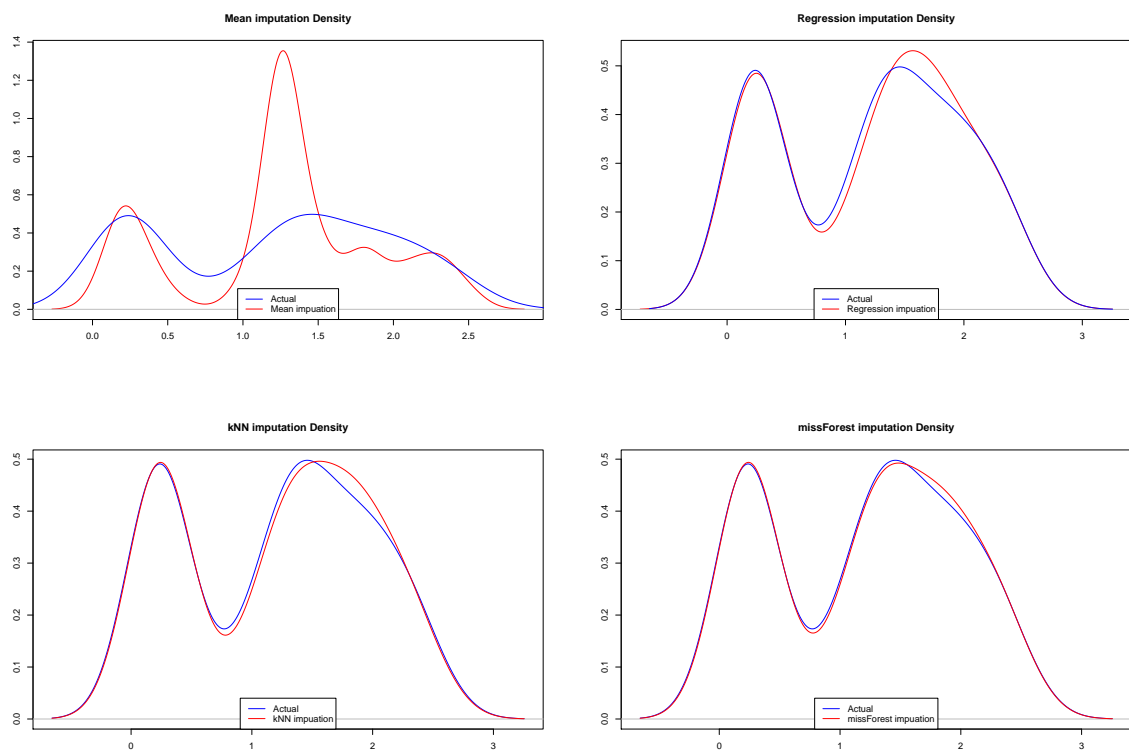 Mean imputation Density
1.4
1.2
1.0
0.8
0.6
0.4
0.2
0.0
0.0 0.5 1.0 1.5 2.0 2.5
Actual
Mean impuation
Regression imputation Density
0.5
0.4
0.3
0.2
0.1
0.0
0 1 2 3
Actual
Regression impuation
kNN imputation Density
0.5
0.4
0.3
0.2
0.1
0.0
0 1 2 3
Actual
kNN impuation
missForest imputation Density
0.5
0.4
0.3
0.2
0.1
0.0
0 1 2 3
Actual
missForest impuation